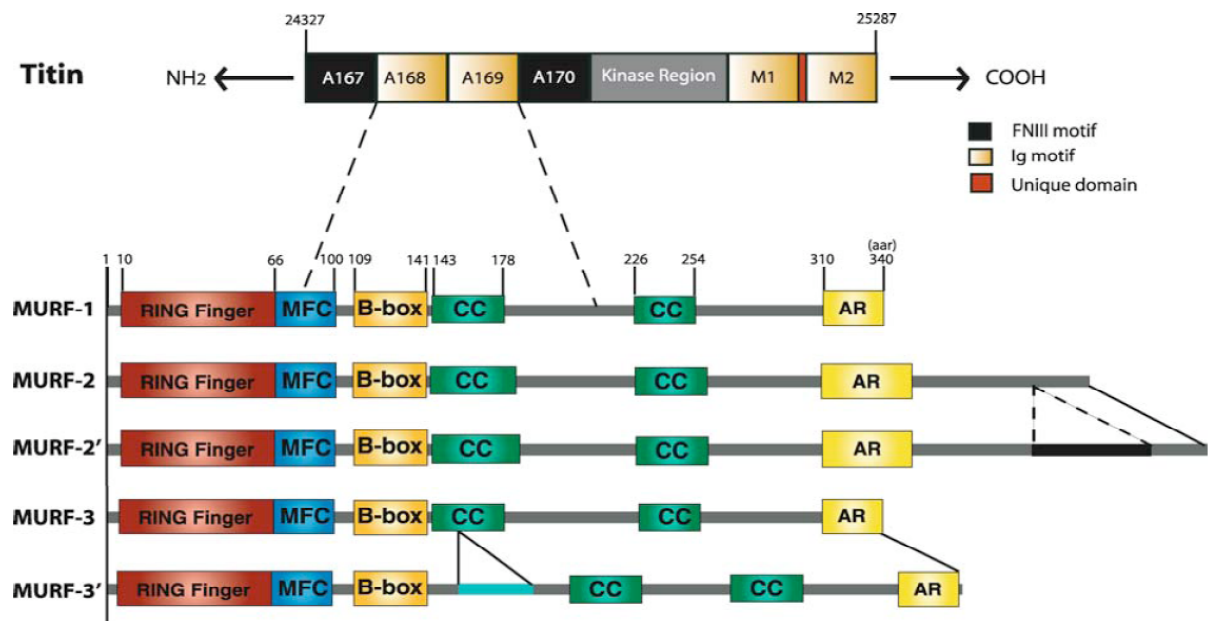 24327 25287
Titin NH2 A167 A168 A169 A170 Kinase Region M1 M2 COOH
FNIII motif
Ig motif
Unique domain
(aar)
1 10 66 100 109 141 143 178 226 254 310 340
MURF-1 RING Finger MFC B-box CC CC AR
MURF-2 RING Finger MFC B-box CC CC AR
MURF-2' RING Finger MFC B-box CC CC AR
MURF-3 RING Finger MFC B-box CC CC AR
MURF-3' RING Finger MFC B-box CC CC AR